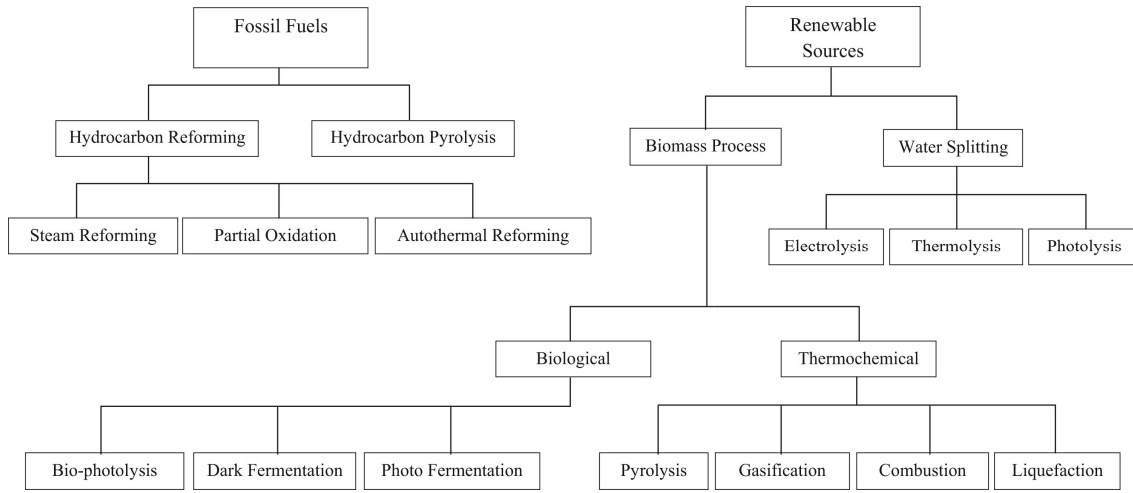 Fossil Fuels
Renewable
Sources
Hydrocarbon Reforming
Hydrocarbon Pyrolysis
Biomass Process
Water Splitting
Steam Reforming
Partial Oxidation
Autothermal Reforming
Electrolysis
Thermolysis
Photolysis
Biological
Thermochemical
Bio-photolysis
Dark Fermentation
Photo Fermentation
Pyrolysis
Gasification
Combustion
Liquefaction